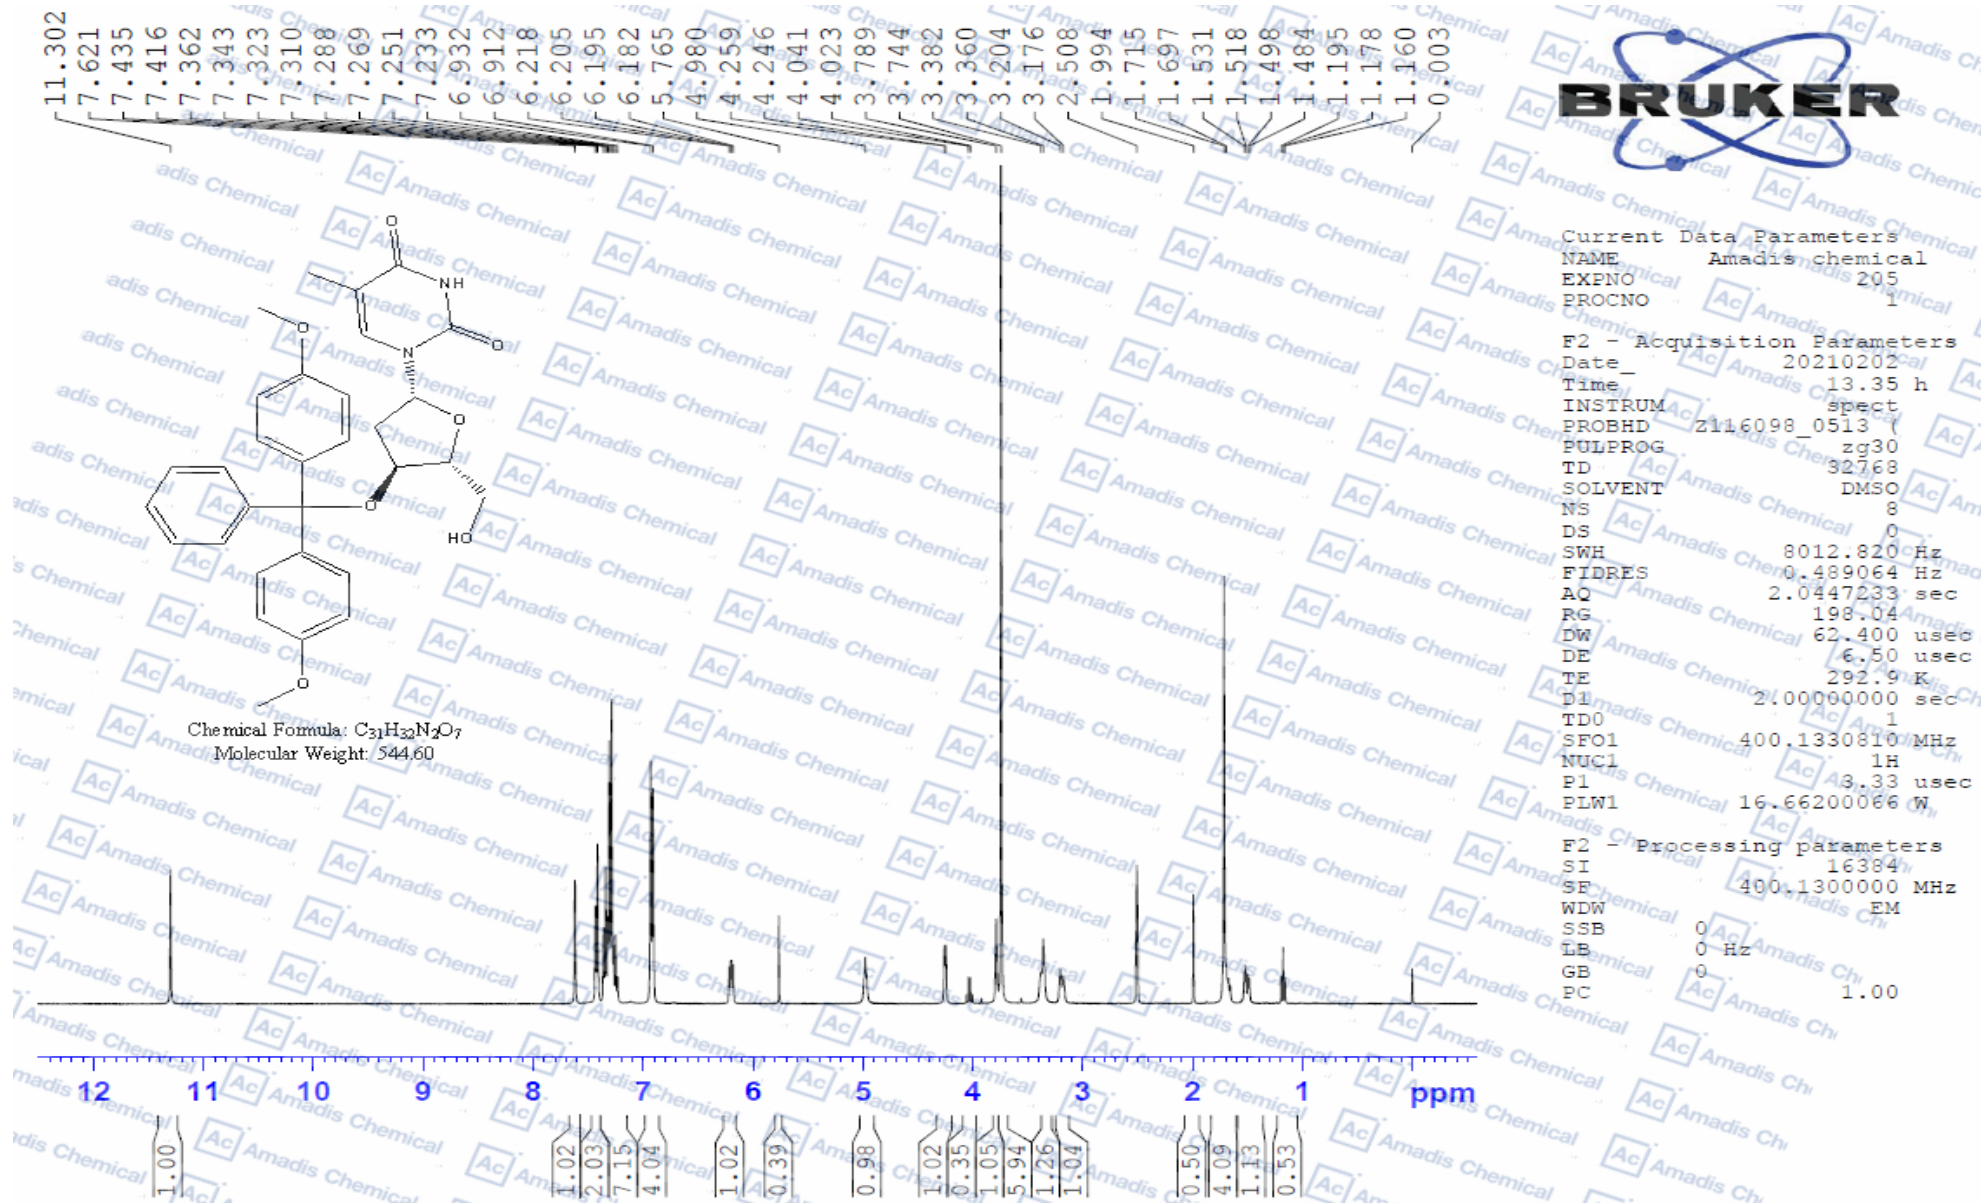 11.302
7.621
7.435
7.416
7.362
7.343
7.323
7.310
7.288
7.269
7.251
7.233
6.932
6.912
6.218
6.205
6.195
6.182
5.765
4.980
4.259
4.246
4.041
4.023
3.789
3.744
3.382
3.360
3.204
3.176
2.508
1.994
1.715
1.697
1.531
1.518
1.498
1.484
1.195
1.178
1.160
0.003
BRUKER
O
NH
O
N
O
O
O
HO
O
Chemical Formula: C31H32N2O7
Molecular Weight: 544.60
Current Data Parameters
NAME Amadis chemical
EXPNO 205
PROCNO 1
F2 - Acquisition Parameters
Date_ 20210202
Time 13.35 h
INSTRUM spect
PROBHD Z116098_0513 (
PULPROG zg30
TD 32768
SOLVENT DMSO
NS 8
DS 0
SWH 8012.820 Hz
FIDRES 0.489064 Hz
AQ 2.0447233 sec
RG 198.04
DW 62.400 usec
DE 6.50 usec
TE 292.9 K
D1 2.00000000 sec
TD0 1
SFO1 400.1330810 MHz
NUC1 1H
P1 3.33 usec
PLW1 16.66200066 W
F2 - Processing parameters
SI 16384
SF 400.1300000 MHz
WDW EM
SSB 0
LB 0 Hz
GB 0
PC 1.00
12 11 10 9 8 7 6 5 4 3 2 1 ppm
1.00
1.02
2.03
7.15
4.04
1.02
0.39
0.98
1.02
0.35
1.05
5.94
1.26
1.04
0.50
4.09
1.13
0.53
Ac Amadis Chemical